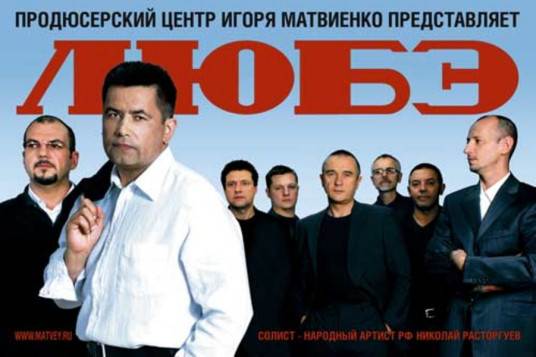 ПРОДЮСЕРСКИЙ ЦЕНТР ИГОРЯ МАТВИЕНКО ПРЕДСТАВЛЯЕТ
ЛЮБЭ
WWW.MATVEY.RU
СОЛИСТ - НАРОДНЫЙ АРТИСТ РФ НИКОЛАЙ РАСТОРГУЕВ